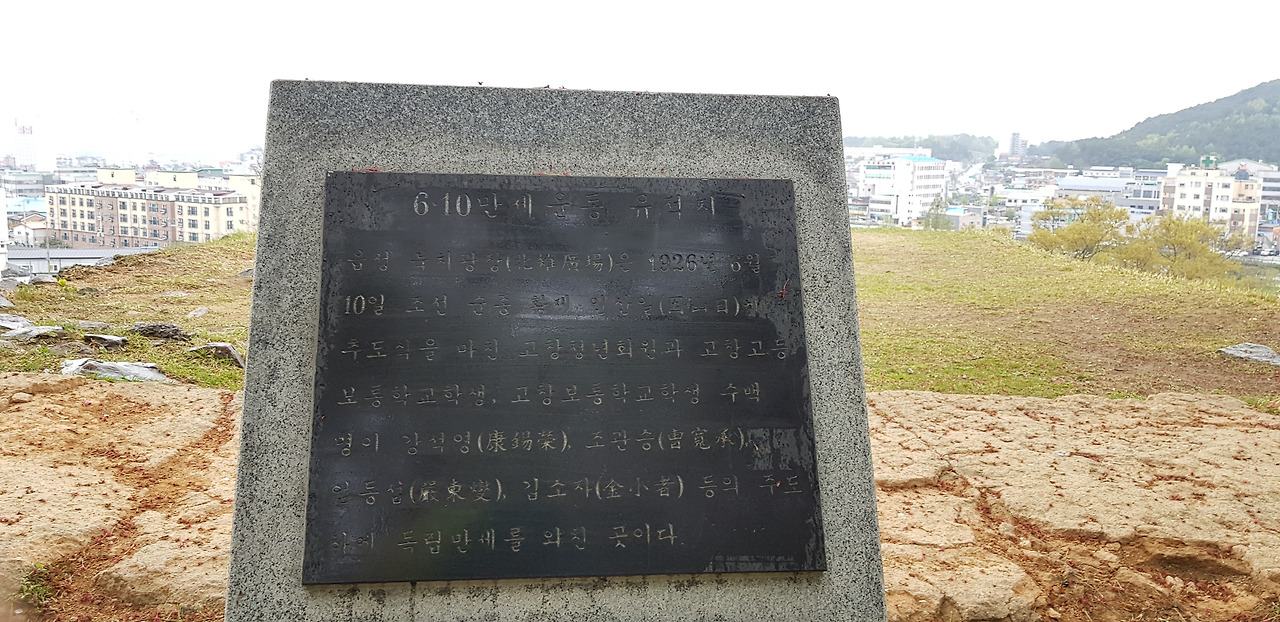 6·10만세 운동 유적지
읍성 북치광장(北雉廣場)은 1926년 6월
10일 조선 순종 황제 인산일(因山日)에
추도식을 마친 고창청년회원과 고창고등
보통학교학생, 고창보통학교학생 수백
명이 강석영(康錫榮), 조관승(曺寬承),
(嚴東燮), 김소자(金小者) 등의 주도
하에 독립만세를 외친 곳이다.